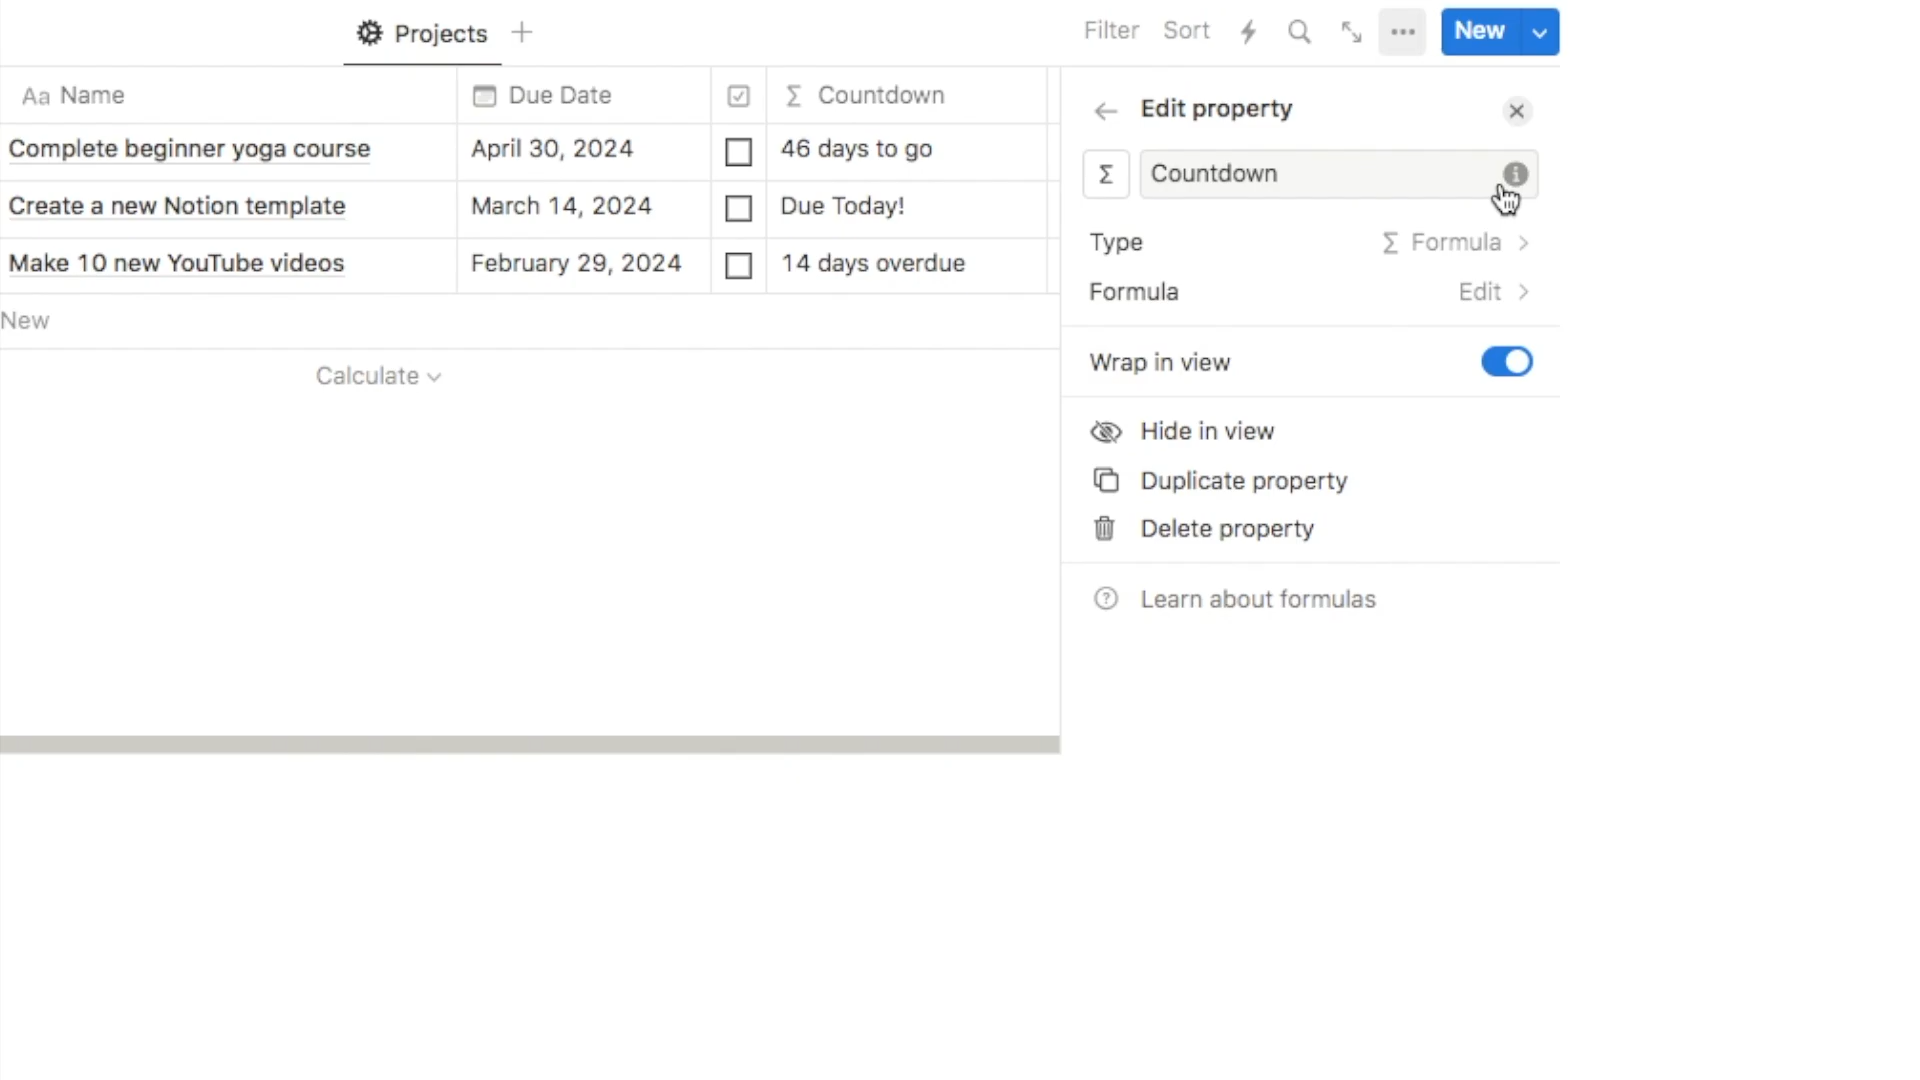 Projects
Filter Sort New
Aa Name Due Date Countdown
Complete beginner yoga course April 30, 2024 46 days to go
Create a new Notion template March 14, 2024 Due Today!
Make 10 new YouTube videos February 29, 2024 14 days overdue
New
Calculate
Edit property
Countdown
Type Formula
Formula Edit
Wrap in view
Hide in view
Duplicate property
Delete property
Learn about formulas